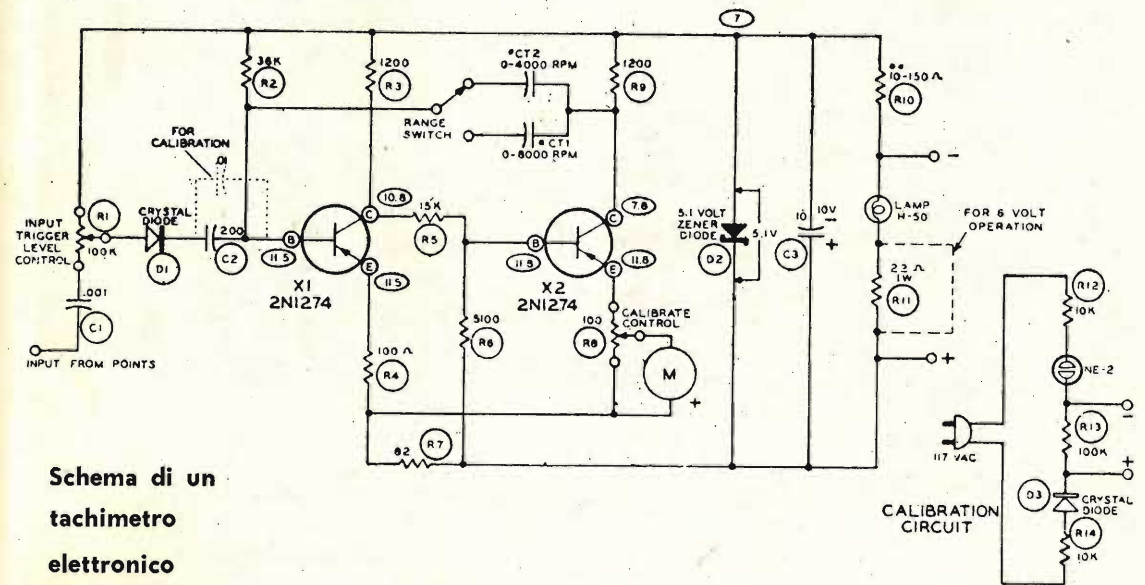 7
36K
R2
1200
R3
*CT2
0-4000 RPM
1200
R9
**
10-150 Ω
R10
RANGE
SWITCH
* CT1
0-8000 RPM
-
FOR
CALIBRATION
.01
INPUT
TRIGGER
LEVEL
CONTROL
R1
100K
CRYSTAL
DIODE
D1
200
C2
B
11.5
C
10.8
E
11.5
X1
2N1274
15K
R5
B
11.8
C
7.8
E
11.8
X2
2N1274
5.1 VOLT
ZENER
DIODE
D2
5.1V
10
10V
-
+
C3
LAMP
H-50
FOR 6 VOLT
OPERATION
22 Ω
1W
R11
+
.001
C1
INPUT FROM POINTS
100 Ω
R4
5100
R6
100
R8
CALIBRATE
CONTROL
M
+
82
R7
R12
10K
NE-2
-
R13
100K
+
117 VAC
D3
CRYSTAL
DIODE
R14
10K
CALIBRATION
CIRCUIT
Schema di un
tachimetro
elettronico